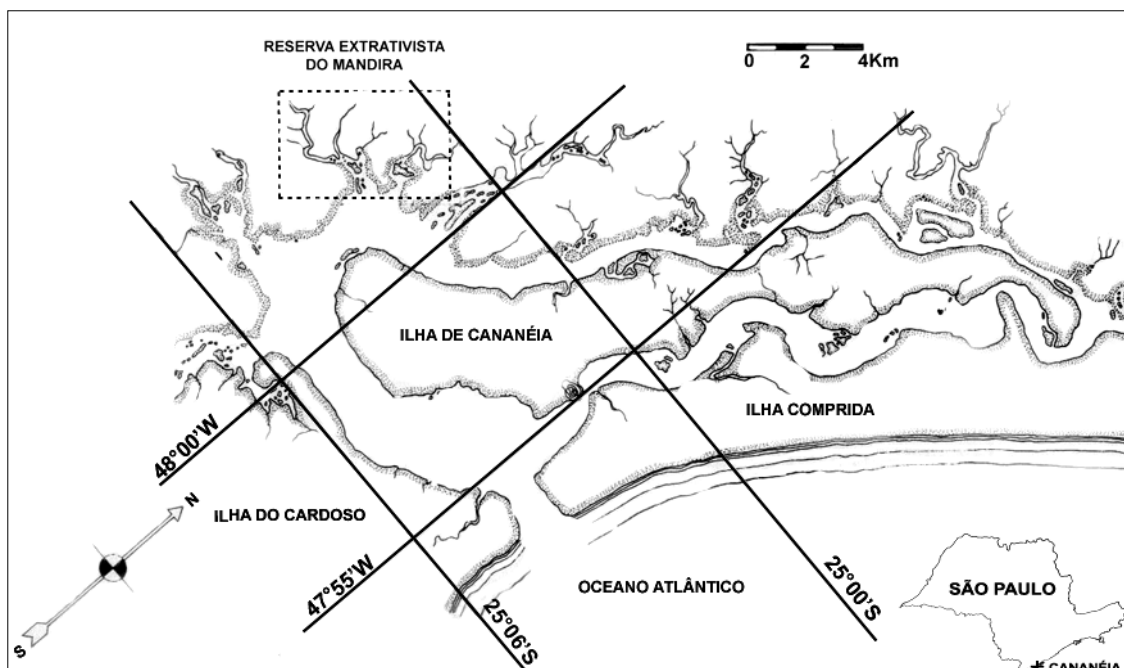 RESERVA EXTRATIVISTA
DO MANDIRA
0 2 4Km
ILHA DE CANANÉIA
ILHA COMPRIDA
48°00'W
N
ILHA DO CARDOSO
47°55'W
25°06'S
25°00'S
OCEANO ATLÂNTICO
SÃO PAULO
S
CANANÉIA